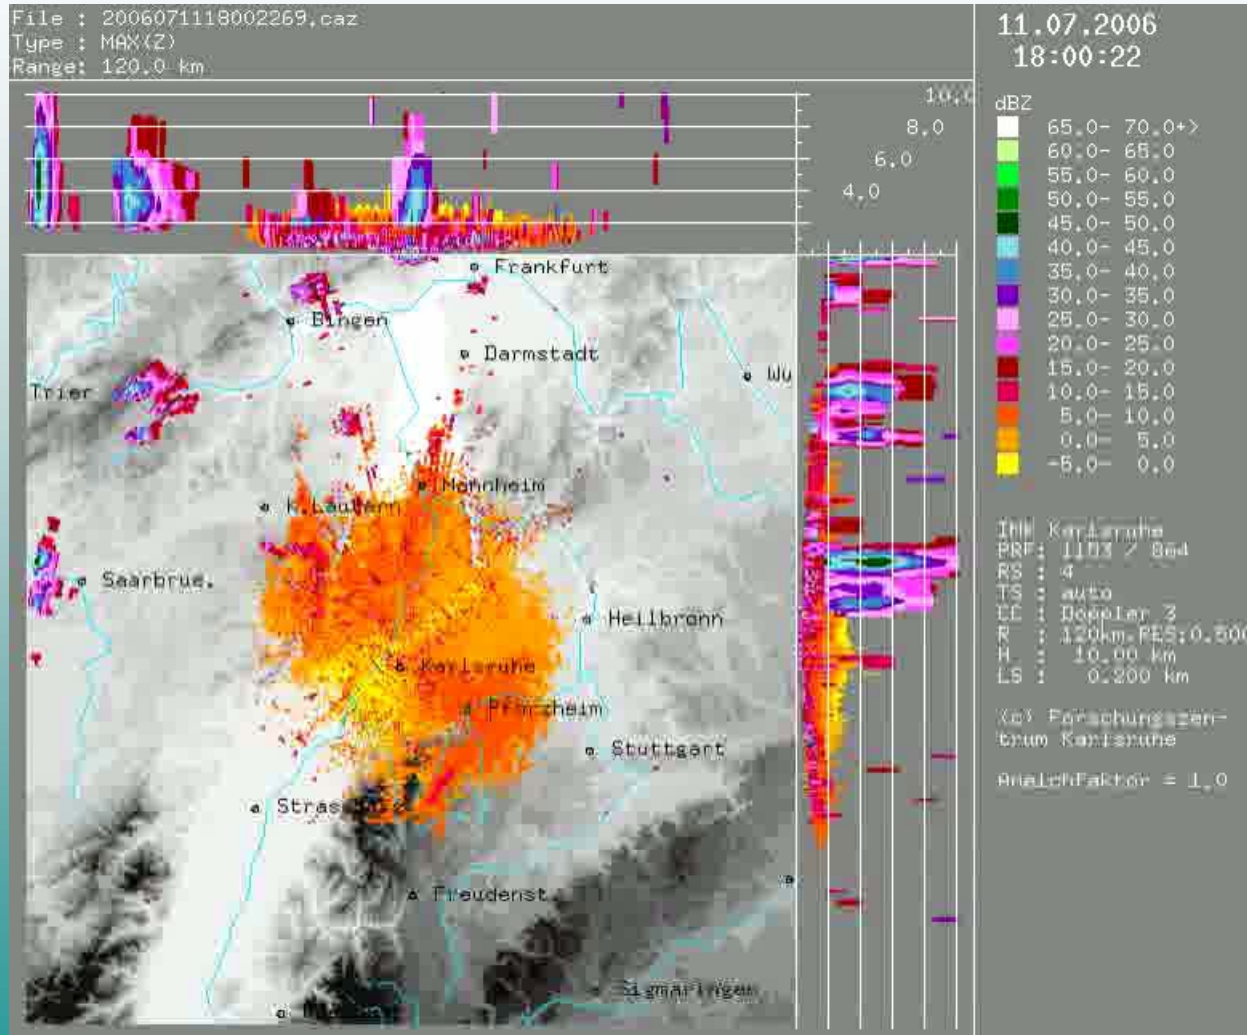 File : 2006071118002269.caz
Type : MAX(Z)
Range: 120.0 km
11.07.2006
18:00:22
10.0
8.0
6.0
4.0
dBZ
65.0- 70.0+>
60.0- 65.0
55.0- 60.0
50.0- 55.0
45.0- 50.0
40.0- 45.0
35.0- 40.0
30.0- 35.0
25.0- 30.0
20.0- 25.0
15.0- 20.0
10.0- 15.0
5.0- 10.0
0.0- 5.0
-5.0- 0.0
Frankfurt
Bingen
Darmstadt
Trier
Wu
Mannheim
K.Lautern
Saarbrue.
Heilbronn
Karlsruhe
Pforzheim
Stuttgart
Freudenst.
Sigmaringen
IMK Karlsruhe
PRF: 1153 / 864
RS : 4
TS : auto
CC : Doppler 3
R : 120km.RES:0.500
H : 10.00 km
LS : 0.200 km
(c) Forschungszen-
trum Karlsruhe
= 1.0